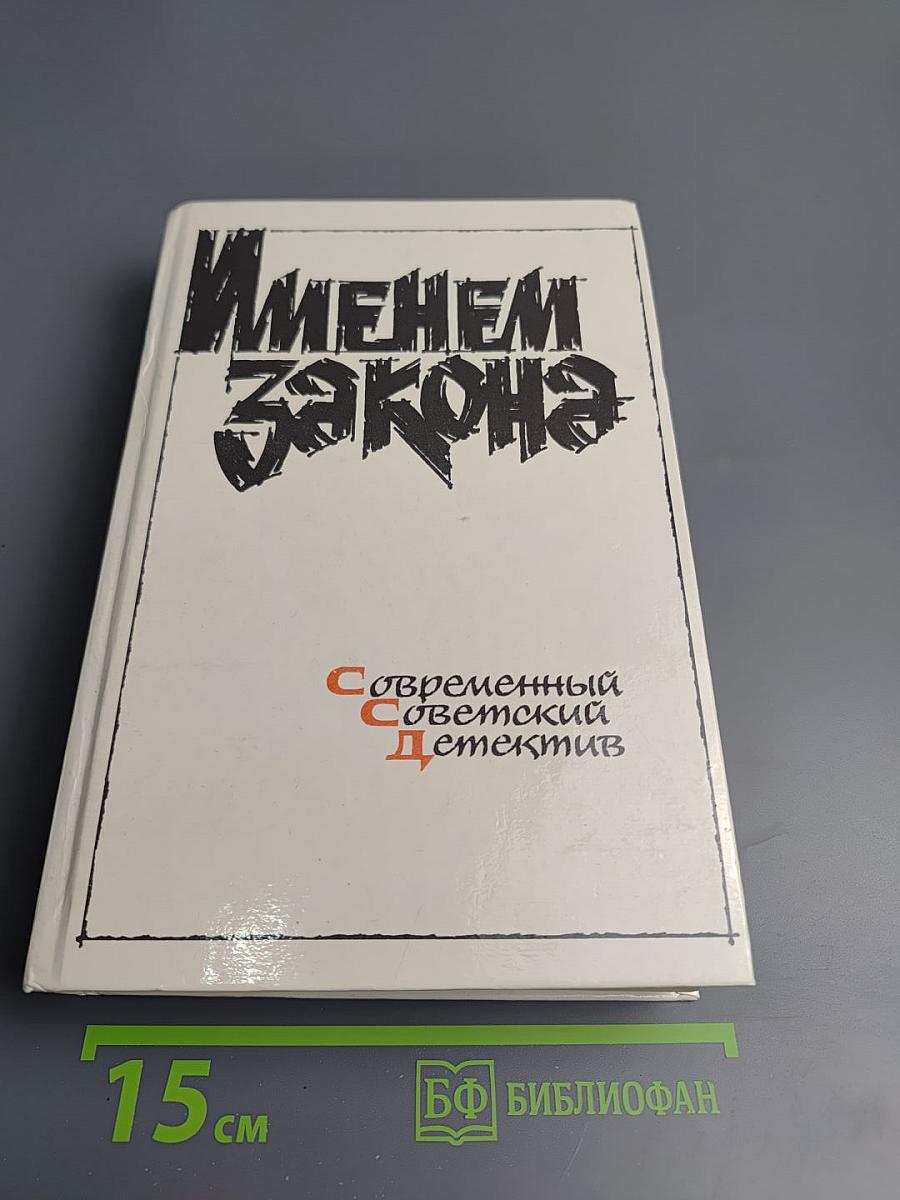 Именем
закона
Современный
Советский
Детектив
15 см
БФ БИБЛИОФАН